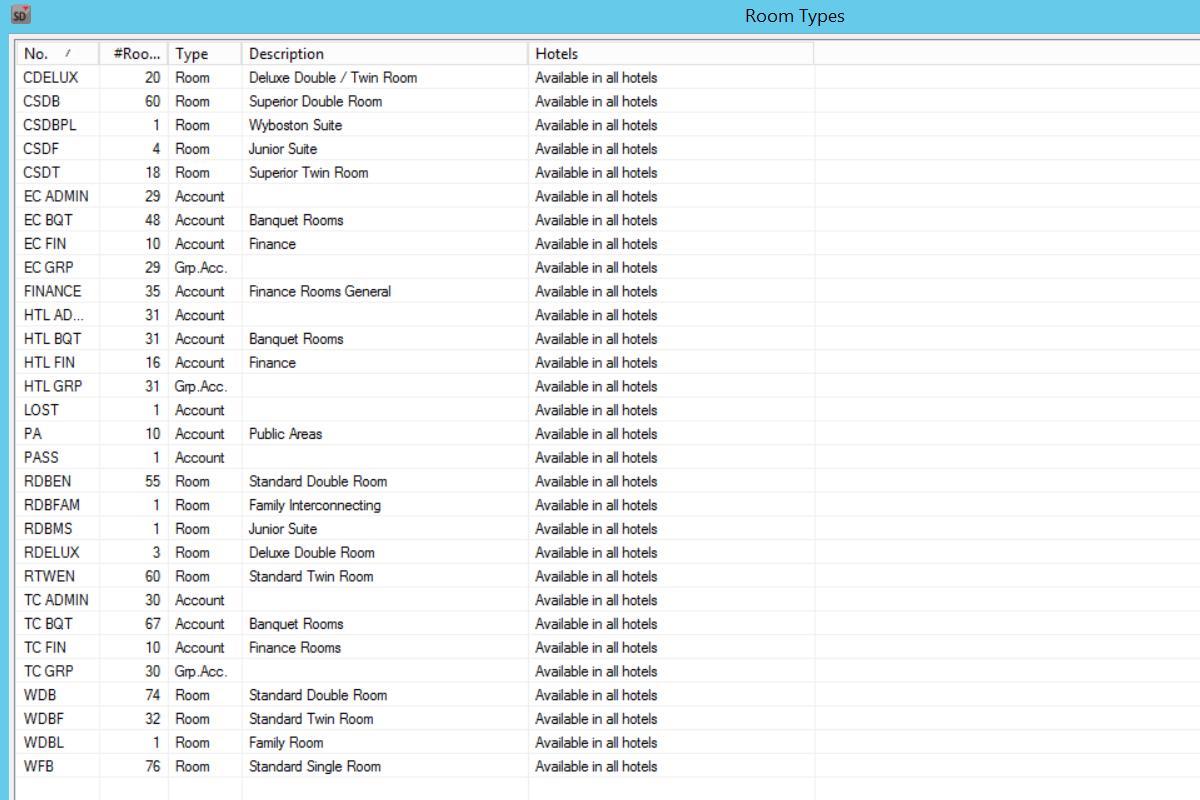 SD
Room Types
No. / #Roo... Type Description Hotels
CDELUX 20 Room Deluxe Double / Twin Room Available in all hotels
CSDB 60 Room Superior Double Room Available in all hotels
CSDBPL 1 Room Wyboston Suite Available in all hotels
CSDF 4 Room Junior Suite Available in all hotels
CSDT 18 Room Superior Twin Room Available in all hotels
EC ADMIN 29 Account Available in all hotels
EC BQT 48 Account Banquet Rooms Available in all hotels
EC FIN 10 Account Finance Available in all hotels
EC GRP 29 Grp.Acc. Available in all hotels
FINANCE 35 Account Finance Rooms General Available in all hotels
HTL AD... 31 Account Available in all hotels
HTL BQT 31 Account Banquet Rooms Available in all hotels
HTL FIN 16 Account Finance Available in all hotels
HTL GRP 31 Grp.Acc. Available in all hotels
LOST 1 Account Available in all hotels
PA 10 Account Public Areas Available in all hotels
PASS 1 Account Available in all hotels
RDBEN 55 Room Standard Double Room Available in all hotels
RDBFAM 1 Room Family Interconnecting Available in all hotels
RDBMS 1 Room Junior Suite Available in all hotels
RDELUX 3 Room Deluxe Double Room Available in all hotels
RTWEN 60 Room Standard Twin Room Available in all hotels
TC ADMIN 30 Account Available in all hotels
TC BQT 67 Account Banquet Rooms Available in all hotels
TC FIN 10 Account Finance Rooms Available in all hotels
TC GRP 30 Grp.Acc. Available in all hotels
WDB 74 Room Standard Double Room Available in all hotels
WDBF 32 Room Standard Twin Room Available in all hotels
WDBL 1 Room Family Room Available in all hotels
WFB 76 Room Standard Single Room Available in all hotels